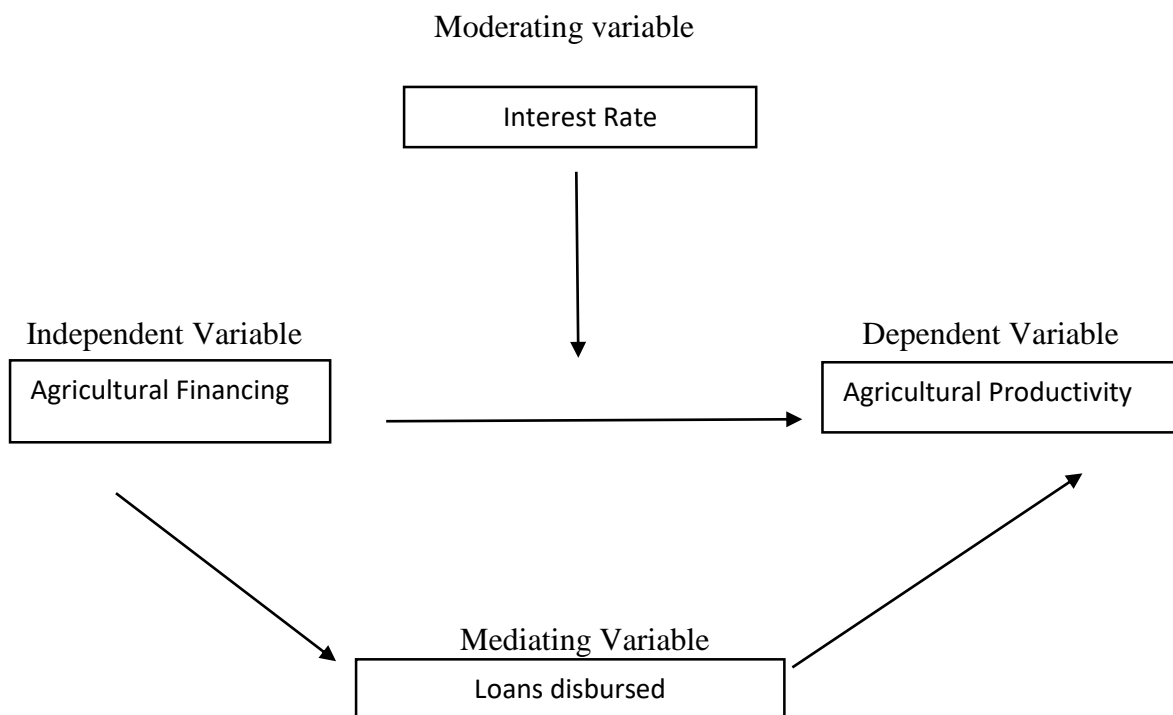 Moderating variable
Interest Rate
Independent Variable
Dependent Variable
Agricultural Financing
Agricultural Productivity
Mediating Variable
Loans disbursed